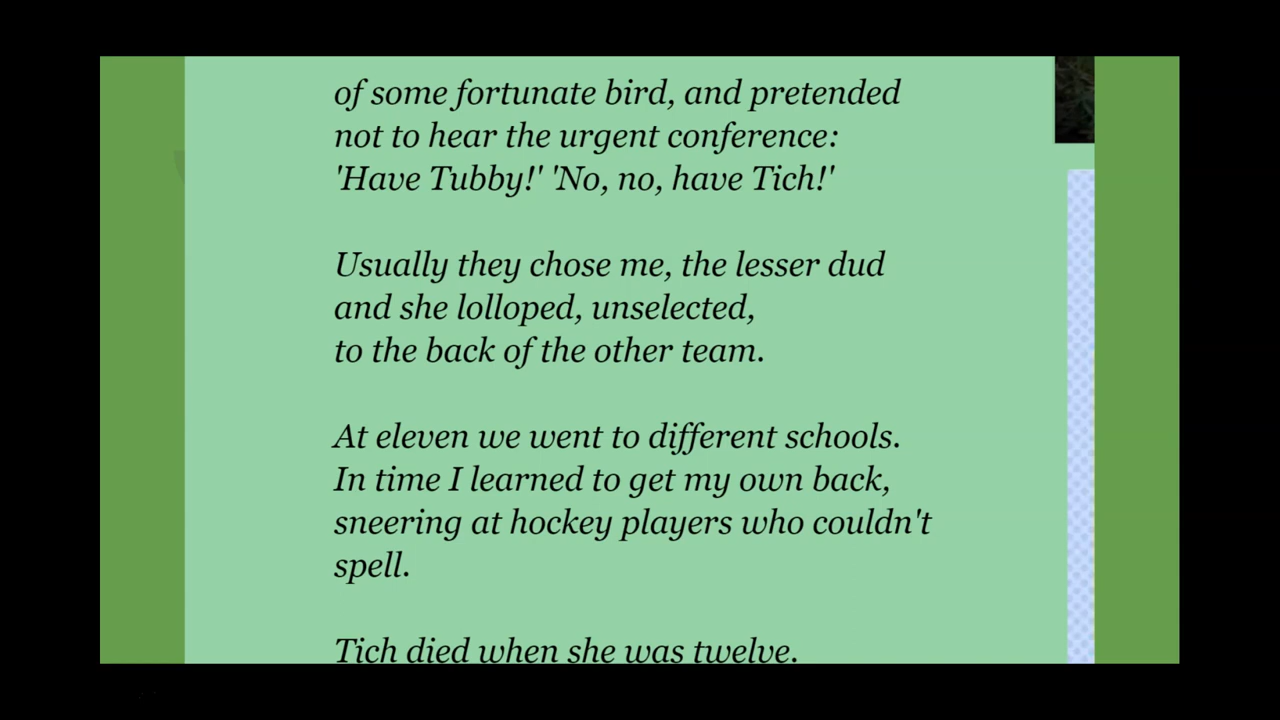 of some fortunate bird, and pretended
not to hear the urgent conference:
'Have Tubby!' 'No, no, have Tich!'
Usually they chose me, the lesser dud
and she lolloped, unselected,
to the back of the other team.
At eleven we went to different schools.
In time I learned to get my own back,
sneering at hockey players who couldn't
spell.
Tich died when she was twelve.